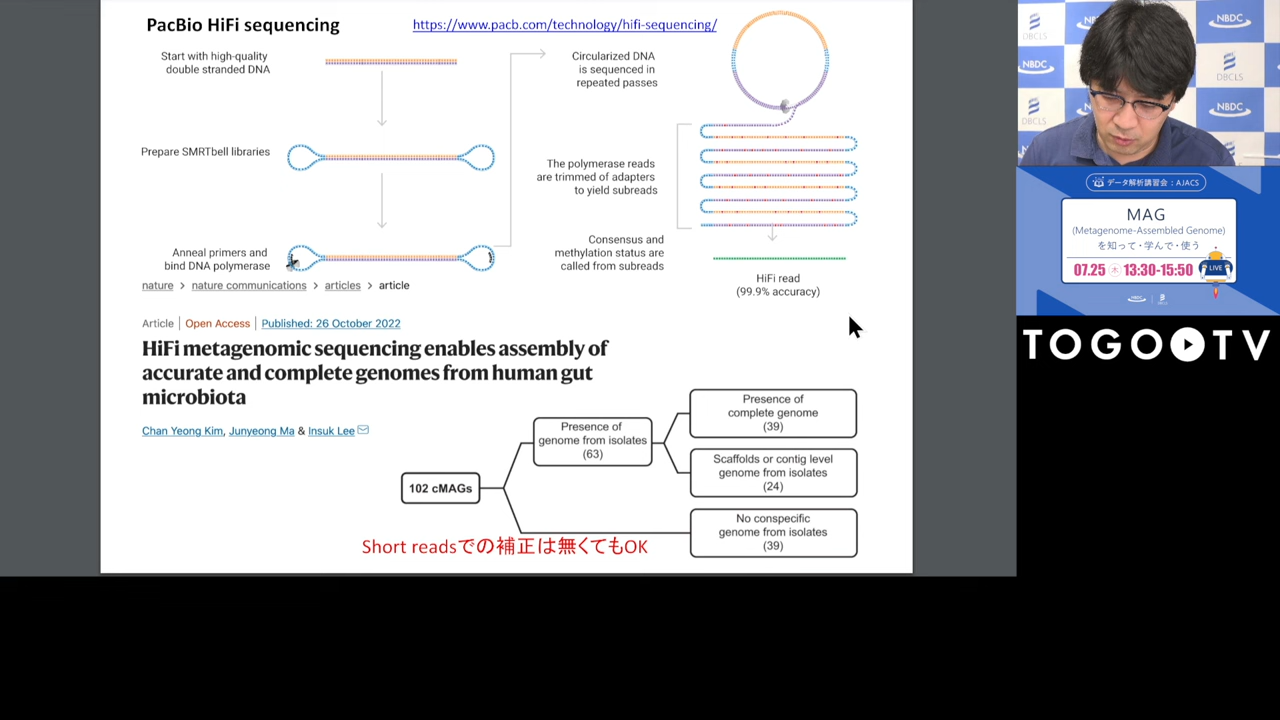 PacBio HiFi sequencing
https://www.pacb.com/technology/hifi-sequencing/
Start with high-quality
double stranded DNA
Prepare SMRTbell libraries
Anneal primers and
bind DNA polymerase
Circularized DNA
is sequenced in
repeated passes
The polymerase reads
are trimmed of adapters
to yield subreads
Consensus and
methylation status are
called from subreads
HiFi read
(99.9% accuracy)
nature > nature communications > articles > article
Article | Open Access | Published: 26 October 2022
HiFi metagenomic sequencing enables assembly of
accurate and complete genomes from human gut
microbiota
Chan Yeong Kim, Junyeong Ma & Insuk Lee
102 cMAGs
Presence of
genome from isolates
(63)
Presence of
complete genome
(39)
Scaffolds or contig level
genome from isolates
(24)
No conspecific
genome from isolates
(39)
Short readsでの補正は無くてもOK
DBCLS
NBDC
NBDC
DBCLS
DBCLS
NBDC
データ解析講習会:AJACS
MAG
(Metagenome-Assembled Genome)
を知って・学んで・使う
07.25 木 13:30-15:50
LIVE
NBDC
TOGO TV